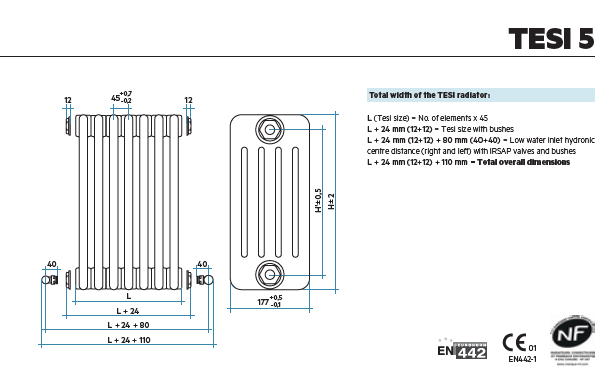 TESI 5
Total width of the TESI radiator:
L (Tesi size) = No. of elements x 45
L + 24 mm (12+12) = Tesi size with bushes
L + 24 mm (12+12) + 80 mm (40+40) = Low water inlet hydronic
centre distance (right and left) with IRSAP valves and bushes
L + 24 mm (12+12) + 110 mm = Total overall dimensions
12
45 +0,7 -0,2
12
H'±0,5
H± 2
40
40
L
L + 24
L + 24 + 80
L + 24 + 110
177 +0,5 -0,1
EN 442
CE 01
EN442-1
NF